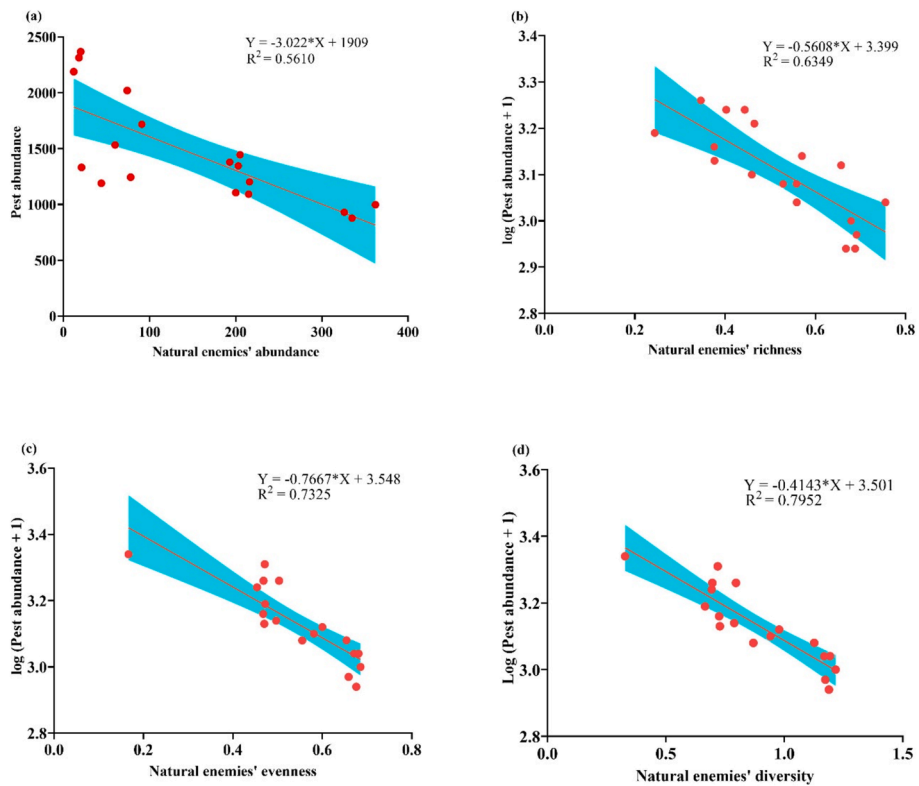 (a)
Y = -3.022*X + 1909
R² = 0.5610
2500
2000
1500
1000
500
0
Pest abundance
0 100 200 300 400
Natural enemies' abundance
(b)
Y = -0.5608*X + 3.399
R² = 0.6349
3.4
3.3
3.2
3.1
3.0
2.9
2.8
log (Pest abundance + 1)
0.0 0.2 0.4 0.6 0.8
Natural enemies' richness
(c)
Y = -0.7667*X + 3.548
R² = 0.7325
3.6
3.4
3.2
3.0
2.8
log (Pest abundance + 1)
0.0 0.2 0.4 0.6 0.8
Natural enemies' evenness
(d)
Y = -0.4143*X + 3.501
R² = 0.7952
3.6
3.4
3.2
3.0
2.8
Log (Pest abundance + 1)
0.0 0.5 1.0 1.5
Natural enemies' diversity